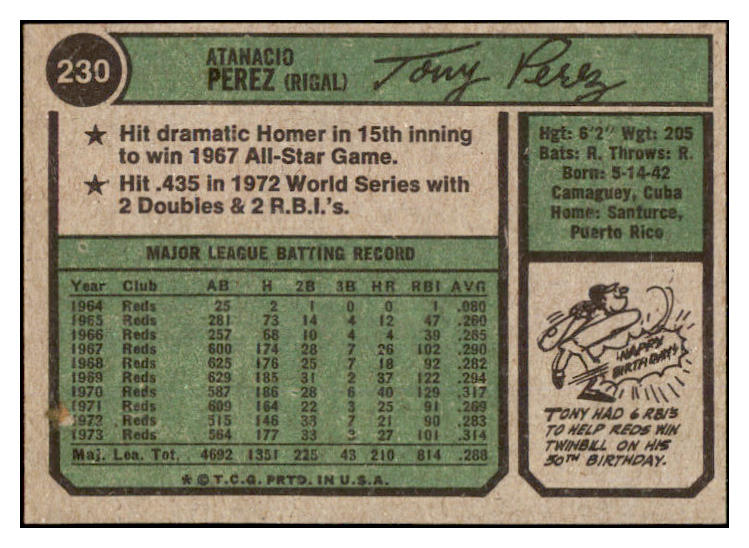 230
ATANACIO
PEREZ (RIGAL)
Tony Perez
★ Hit dramatic Homer in 15th inning
to win 1967 All-Star Game.
★ Hit .435 in 1972 World Series with
2 Doubles & 2 R.B.I.'s.
Hgt: 6'2" Wgt: 205
Bats: R. Throws: R.
Born: 5-14-42
Camaguey, Cuba
Home: Santurce,
Puerto Rico
MAJOR LEAGUE BATTING RECORD
Year Club AB H 2B 3B HR RBI AVG
1964 Reds 25 2 1 0 0 1 .080
1965 Reds 281 73 14 4 12 47 .260
1966 Reds 257 68 10 4 4 39 .265
1967 Reds 600 174 28 7 26 102 .290
1968 Reds 625 176 25 7 18 92 .282
1969 Reds 629 185 31 2 37 122 .294
1970 Reds 587 186 28 6 40 129 .317
1971 Reds 609 164 22 3 25 91 .269
1972 Reds 515 146 33 7 21 90 .283
1973 Reds 564 177 33 3 27 101 .314
Maj. Lea. Tot. 4692 1351 225 43 210 814 .288
HAPPY
BIRTHDAY!
TONY HAD 6 RBIS
TO HELP REDS WIN
TWINBILL ON HIS
30TH BIRTHDAY.
★ © T.C.G. PRTD. IN U.S.A.